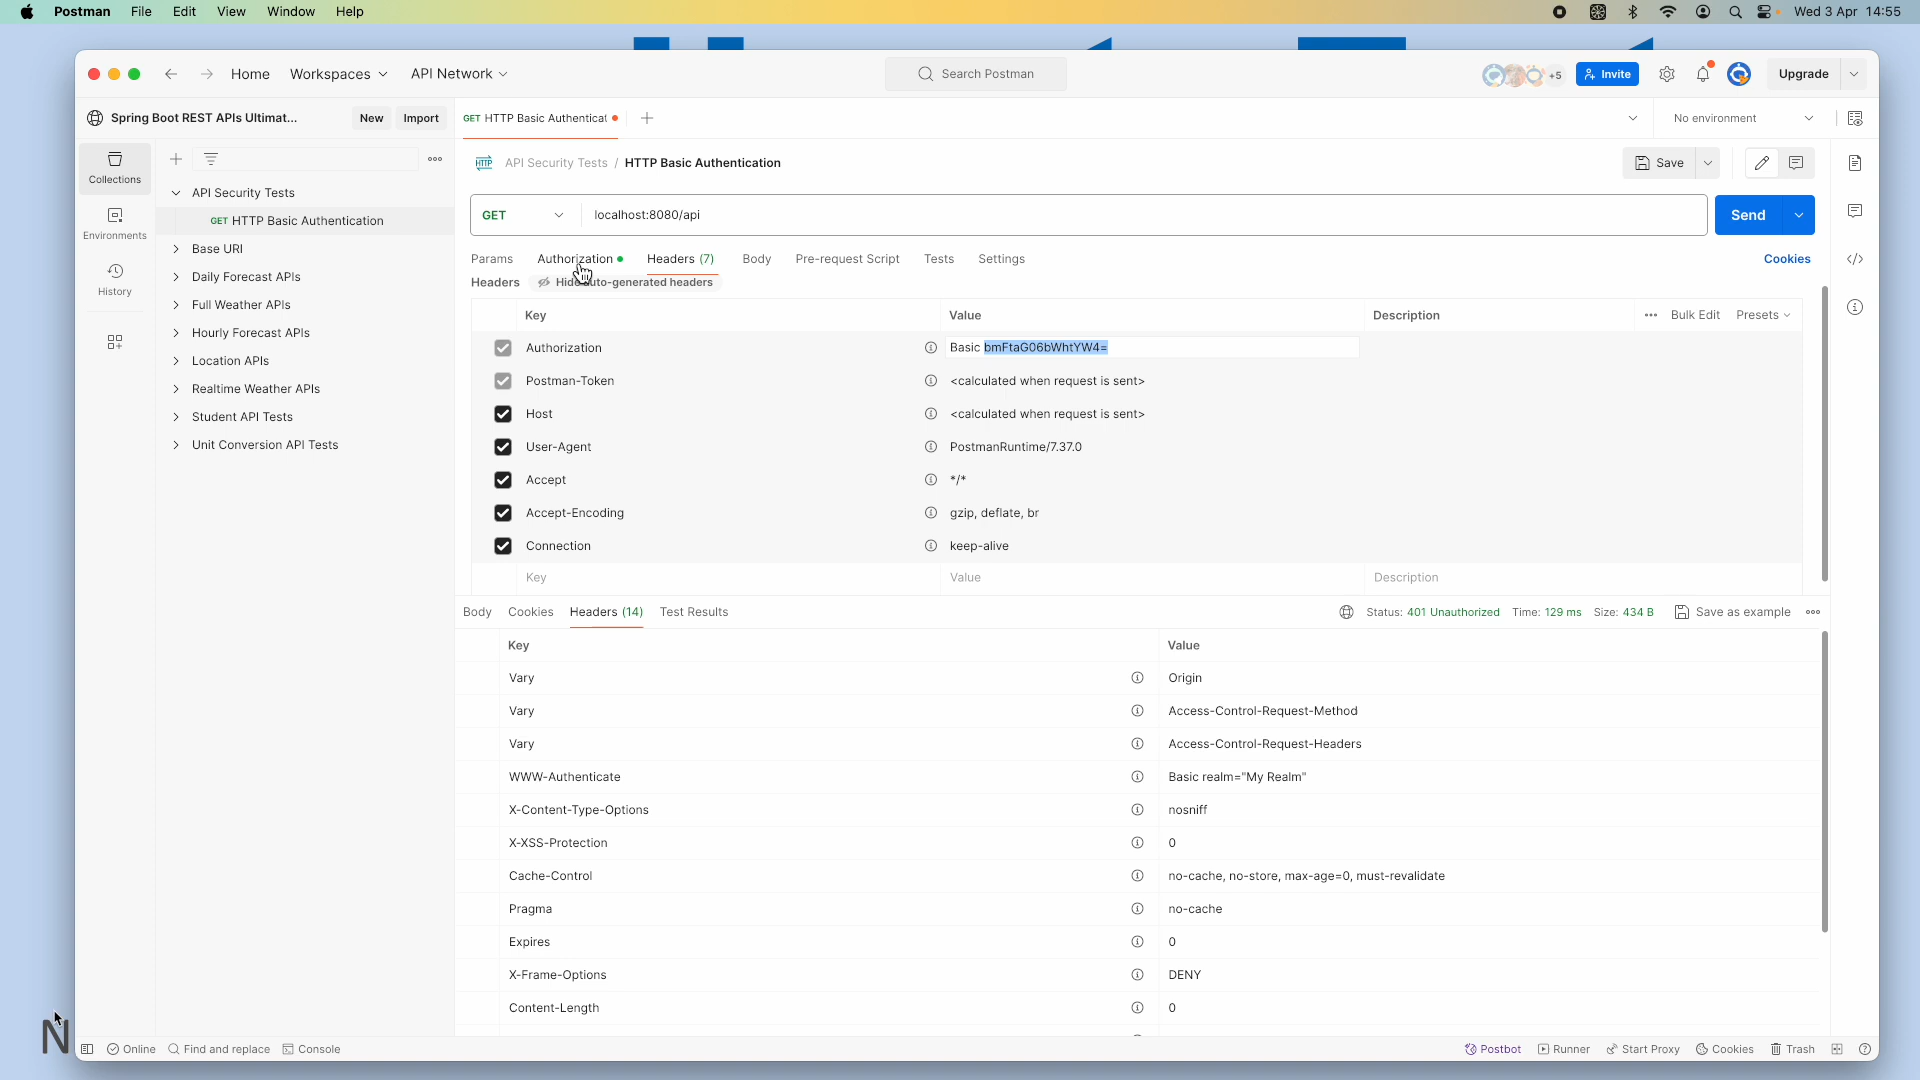 Postman File Edit View Window Help Wed 3 Apr 14:55
Home Workspaces API Network Search Postman +5 Invite Upgrade
Spring Boot REST APIs Ultimat... New Import GET HTTP Basic Authenticat No environment
Collections
Environments
History
API Security Tests
GET HTTP Basic Authentication
Base URI
Daily Forecast APIs
Full Weather APIs
Hourly Forecast APIs
Location APIs
Realtime Weather APIs
Student API Tests
Unit Conversion API Tests
HTTP API Security Tests / HTTP Basic Authentication Save
GET localhost:8080/api Send
Params Authorization Headers (7) Body Pre-request Script Tests Settings Cookies
Headers Hide auto-generated headers
Key Value Description Bulk Edit Presets
Authorization Basic bmFtaG06bWhtYW4=
Postman-Token <calculated when request is sent>
Host <calculated when request is sent>
User-Agent PostmanRuntime/7.37.0
Accept */*
Accept-Encoding gzip, deflate, br
Connection keep-alive
Key Value Description
Body Cookies Headers (14) Test Results Status: 401 Unauthorized Time: 129 ms Size: 434 B Save as example
Key Value
Vary Origin
Vary Access-Control-Request-Method
Vary Access-Control-Request-Headers
WWW-Authenticate Basic realm="My Realm"
X-Content-Type-Options nosniff
X-XSS-Protection 0
Cache-Control no-cache, no-store, max-age=0, must-revalidate
Pragma no-cache
Expires 0
X-Frame-Options DENY
Content-Length 0
N
Online Find and replace Console Postbot Runner Start Proxy Cookies Trash